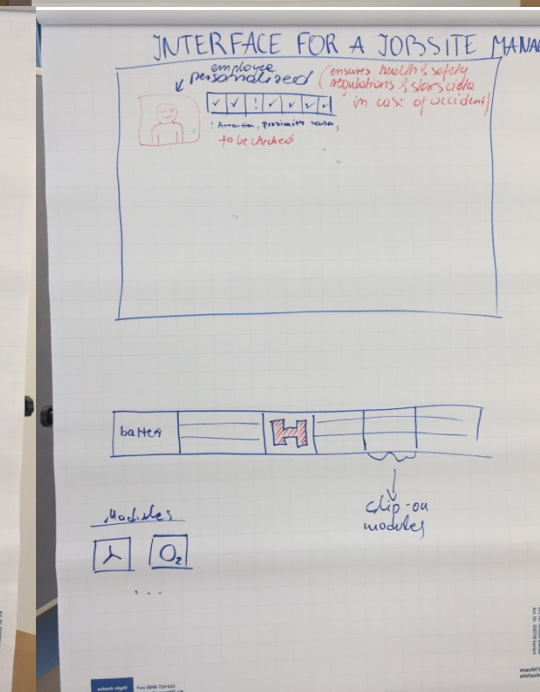 INTERFACE FOR A JOBSITE MANA
employee
personalized
(ensures health & safety
regulations & stores data
in case of accident)
✓ ✓ ! ✓ ✓ ✓ ✓
! Attention, proximity sensor,
to be checked
battery
H
clip-on
modules
Modules
O₂
...